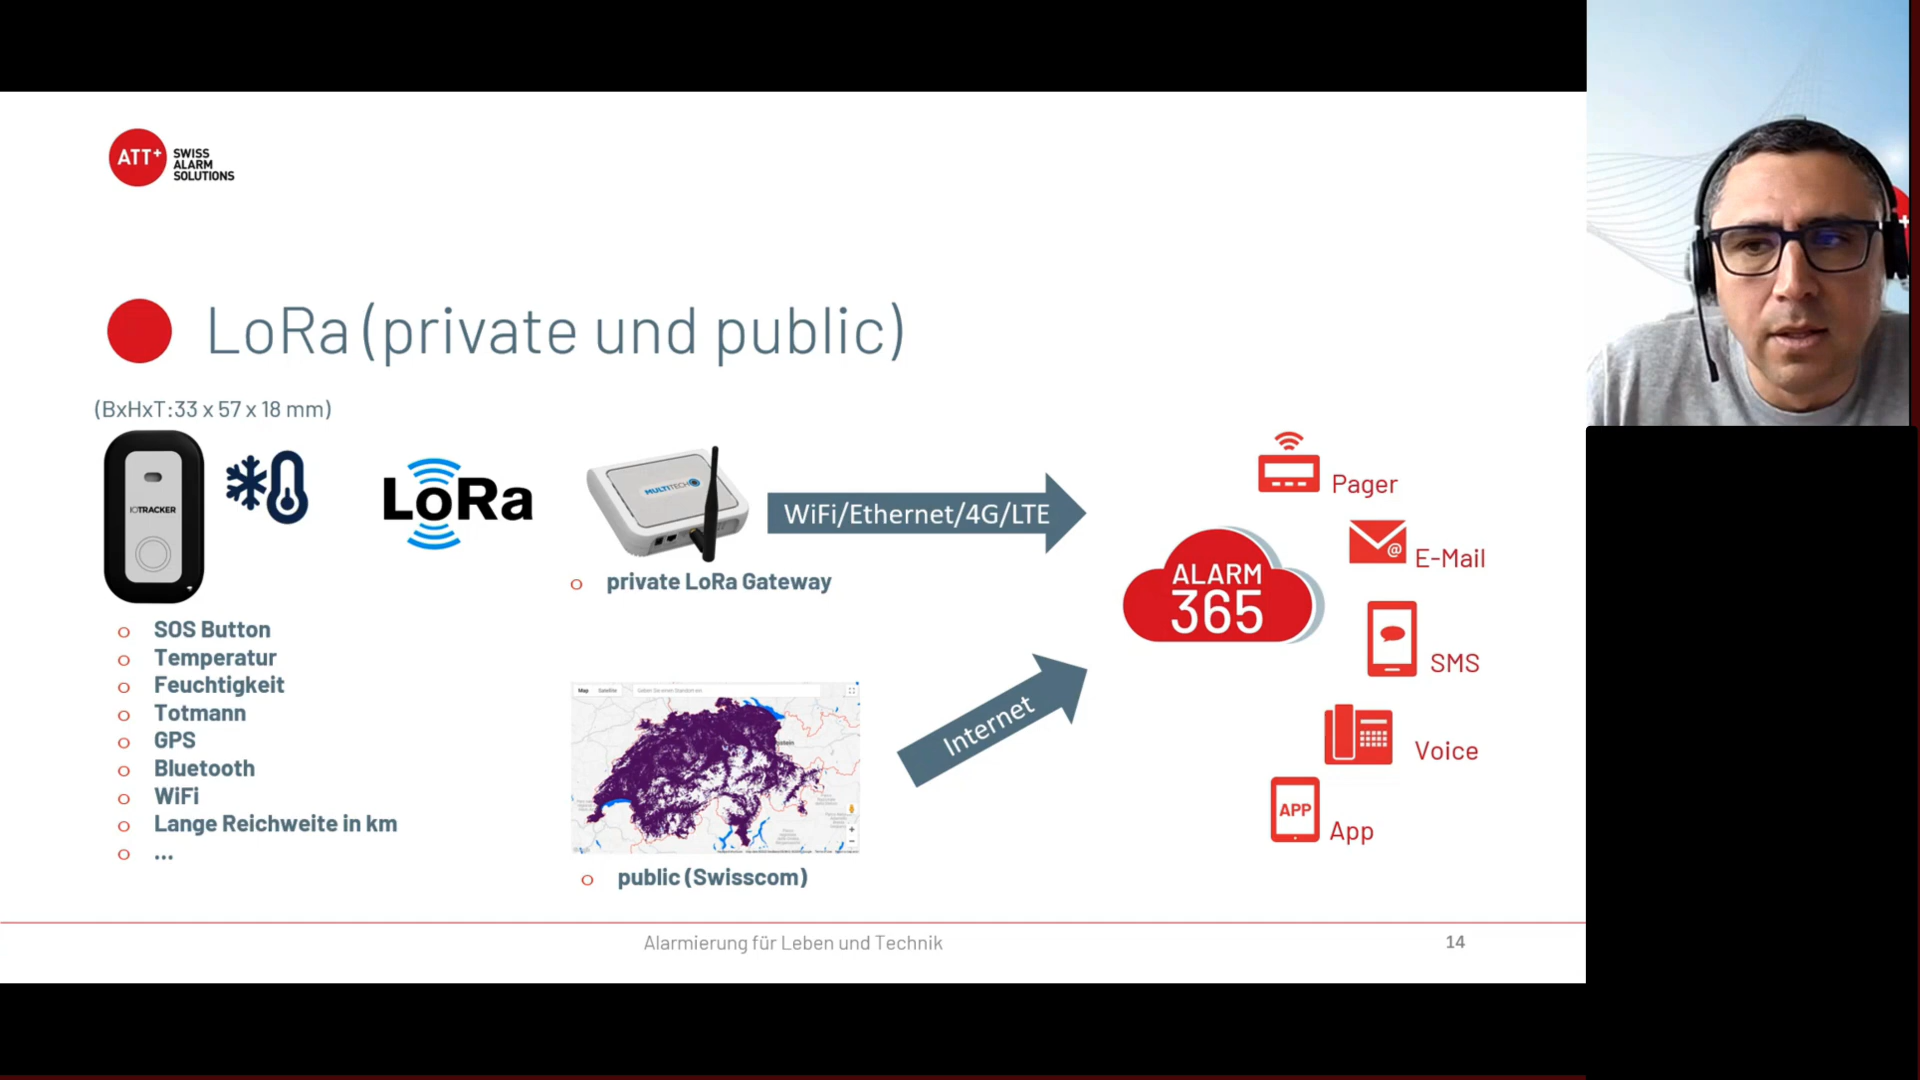 ATT+ SWISS
ALARM
SOLUTIONS
LoRa (private und public)
(BxHxT:33 x 57 x 18 mm)
IOTRACKER
LoRa
MULTITECH
WiFi/Ethernet/4G/LTE
private LoRa Gateway
SOS Button
Temperatur
Feuchtigkeit
Totmann
GPS
Bluetooth
WiFi
Lange Reichweite in km
...
Map Satellite
public (Swisscom)
Internet
ALARM
365
Pager
@ E-Mail
SMS
Voice
APP App
Alarmierung für Leben und Technik
14